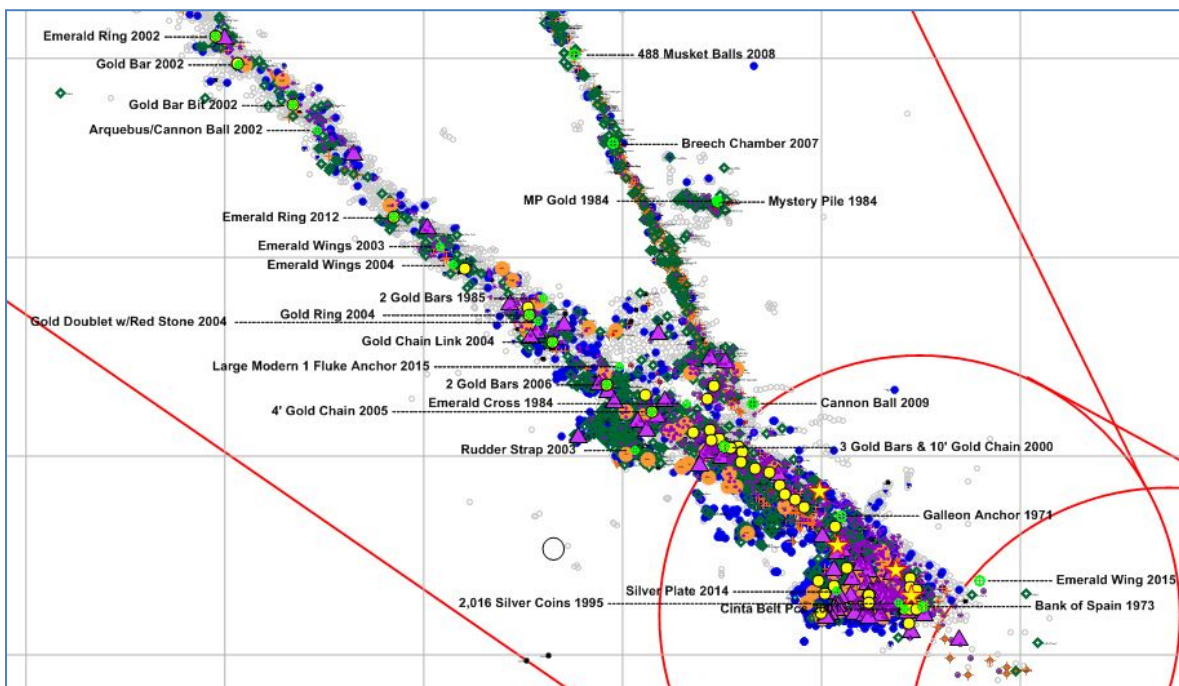 Emerald Ring 2002
488 Musket Balls 2008
Gold Bar 2002
Gold Bar Bit 2002
Arquebus/Cannon Ball 2002
Breech Chamber 2007
MP Gold 1984
Mystery Pile 1984
Emerald Ring 2012
Emerald Wings 2003
Emerald Wings 2004
2 Gold Bars 1985
Gold Ring 2004
Gold Doublet w/Red Stone 2004
Gold Chain Link 2004
Large Modern 1 Fluke Anchor 2015
2 Gold Bars 2006
Emerald Cross 1984
Cannon Ball 2009
4' Gold Chain 2005
Rudder Strap 2003
3 Gold Bars & 10' Gold Chain 2000
Galleon Anchor 1971
Emerald Wing 2015
Silver Plate 2014
2,016 Silver Coins 1995
Cinta Belt Pcs
Bank of Spain 1973